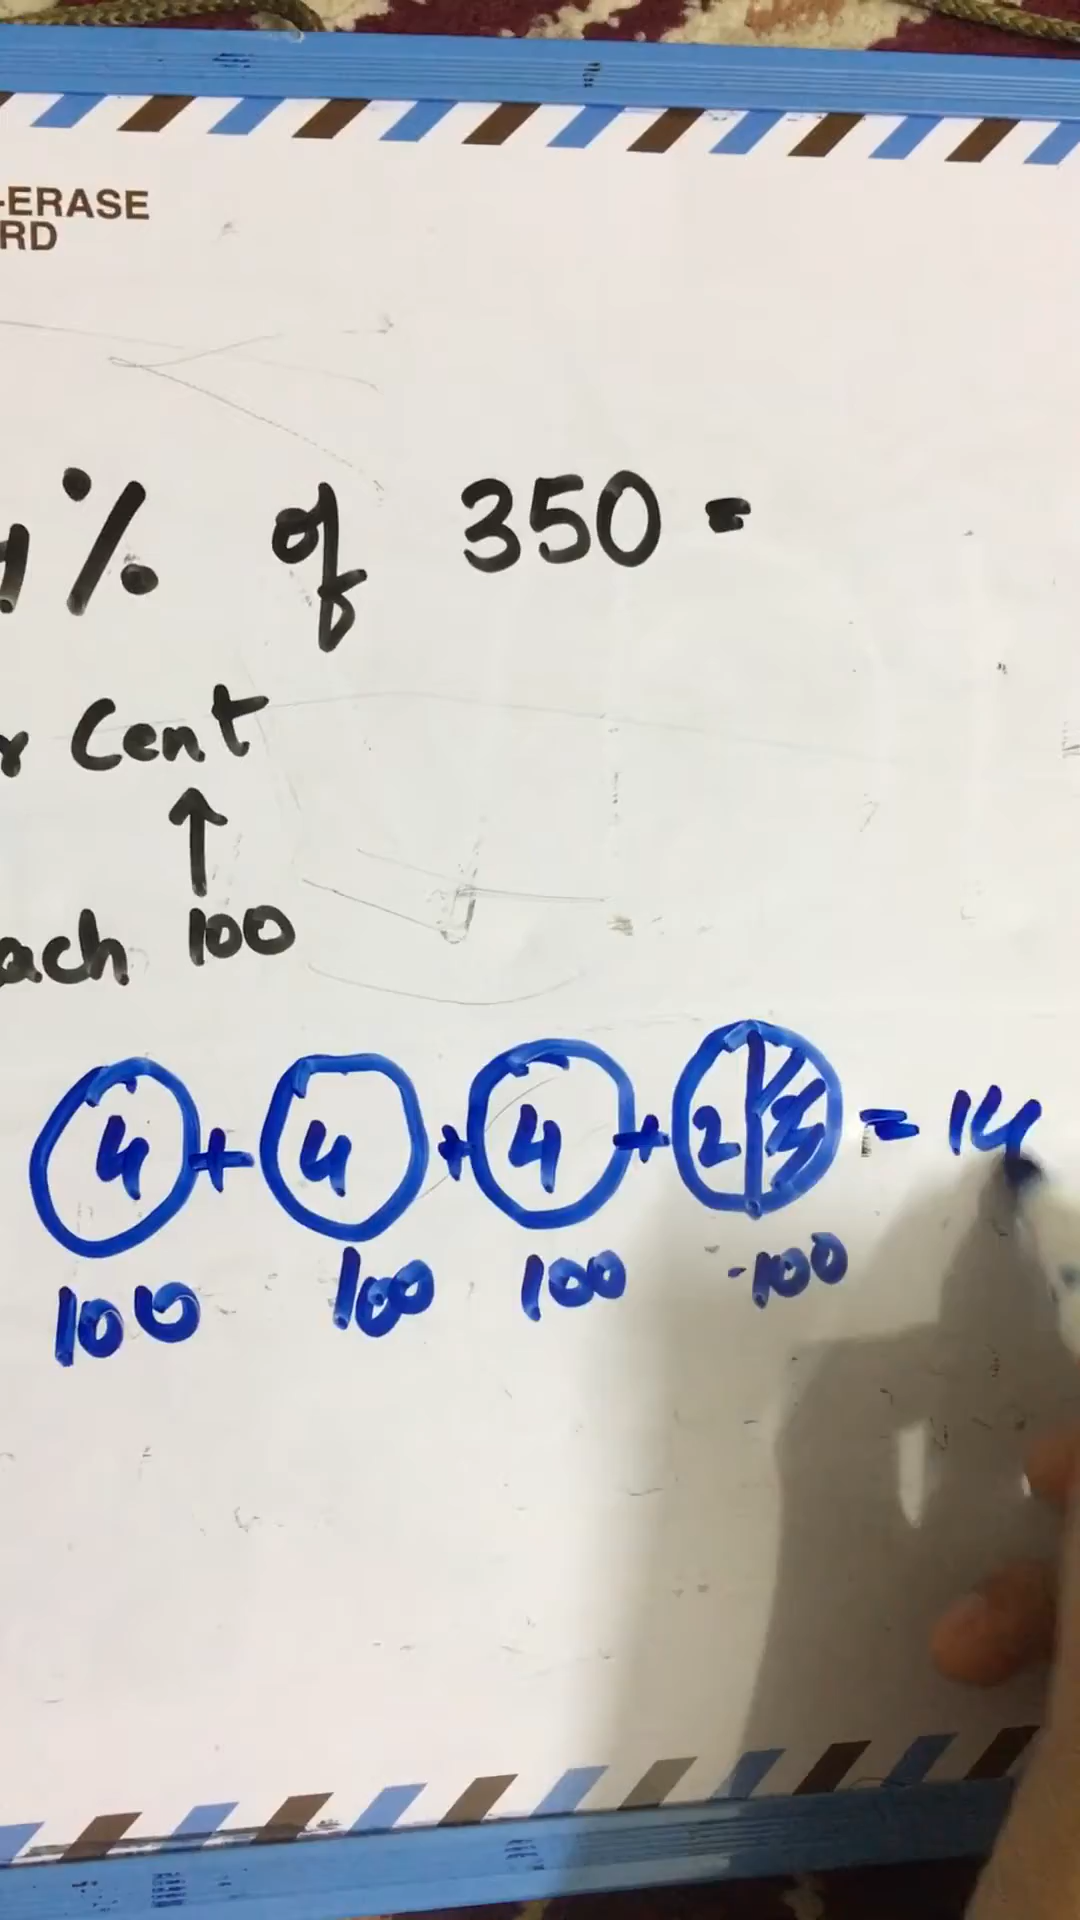 -ERASE
RD
% of 350 =
Cent
↑
ach 100
4 + 4 + 4 + 2 = 14
100 100 100 100